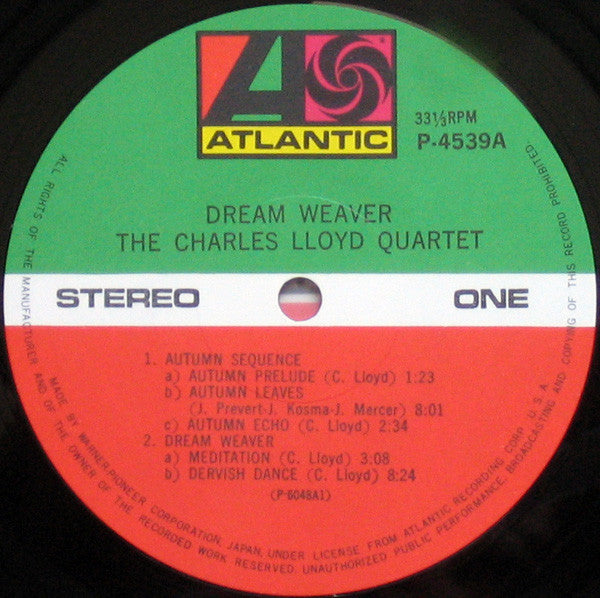 ATLANTIC
33⅓RPM
P-4539A
DREAM WEAVER
THE CHARLES LLOYD QUARTET
STEREO
ONE
1. AUTUMN SEQUENCE
a) AUTUMN PRELUDE (C. Lloyd) 1:23
b) AUTUMN LEAVES
(J. Prevert-J. Kosma-J. Mercer) 8:01
c) AUTUMN ECHO (C. Lloyd) 2:34
2. DREAM WEAVER
a) MEDITATION (C. Lloyd) 3.08
b) DERVISH DANCE (C. Lloyd) 8:24
(P-6048A1)
MADE BY WARNER-PIONEER CORPORATION, JAPAN, UNDER LICENSE FROM ATLANTIC RECORDING CORP. U.S.A.
ALL RIGHTS OF THE MANUFACTURER AND OF THE OWNER OF THE RECORDED WORK RESERVED. UNAUTHORIZED PUBLIC PERFORMANCE, BROADCASTING AND COPYING OF THIS RECORD PROHIBITED.